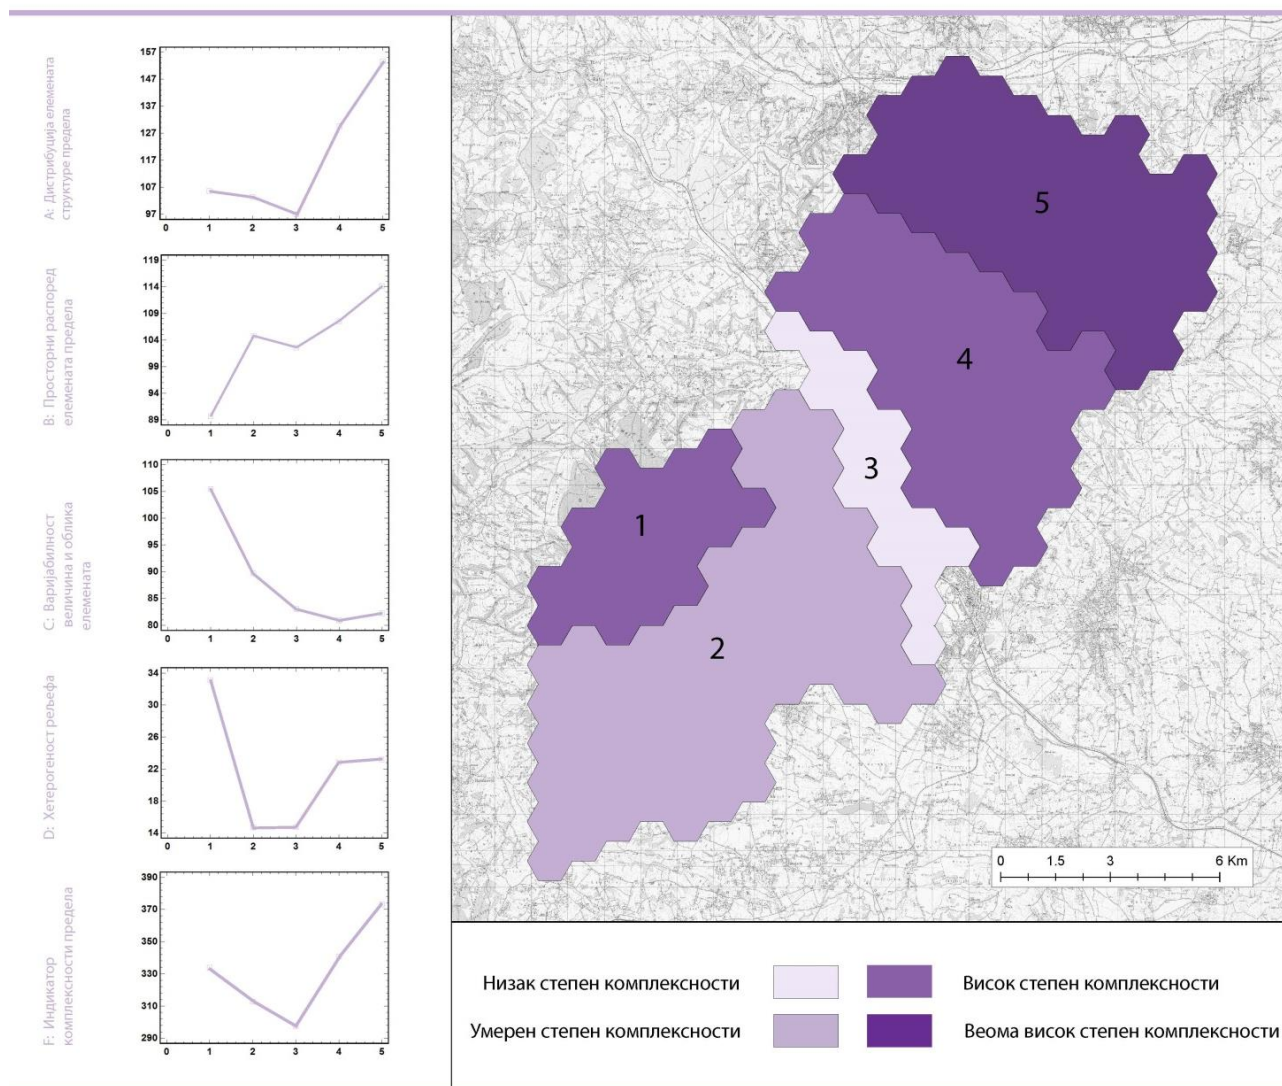 А: Дистрибуција елемената
структуре предела
157
147
137
127
117
107
97
0 1 2 3 4 5
B: Просторни распоред
елемената предела
119
114
109
104
99
94
89
0 1 2 3 4 5
C: Варијабилност
величина и облика
елемената
110
105
100
95
90
85
80
0 1 2 3 4 5
D: Хетерогеност рељефа
34
30
26
22
18
14
0 1 2 3 4 5
F: Индикатор
комплексности предела
390
370
350
330
310
290
0 1 2 3 4 5
5
4
3
1
2
0 1.5 3 6 Km
Низак степен комплексности
Висок степен комплексности
Умерен степен комплексности
Веома висок степен комплексности